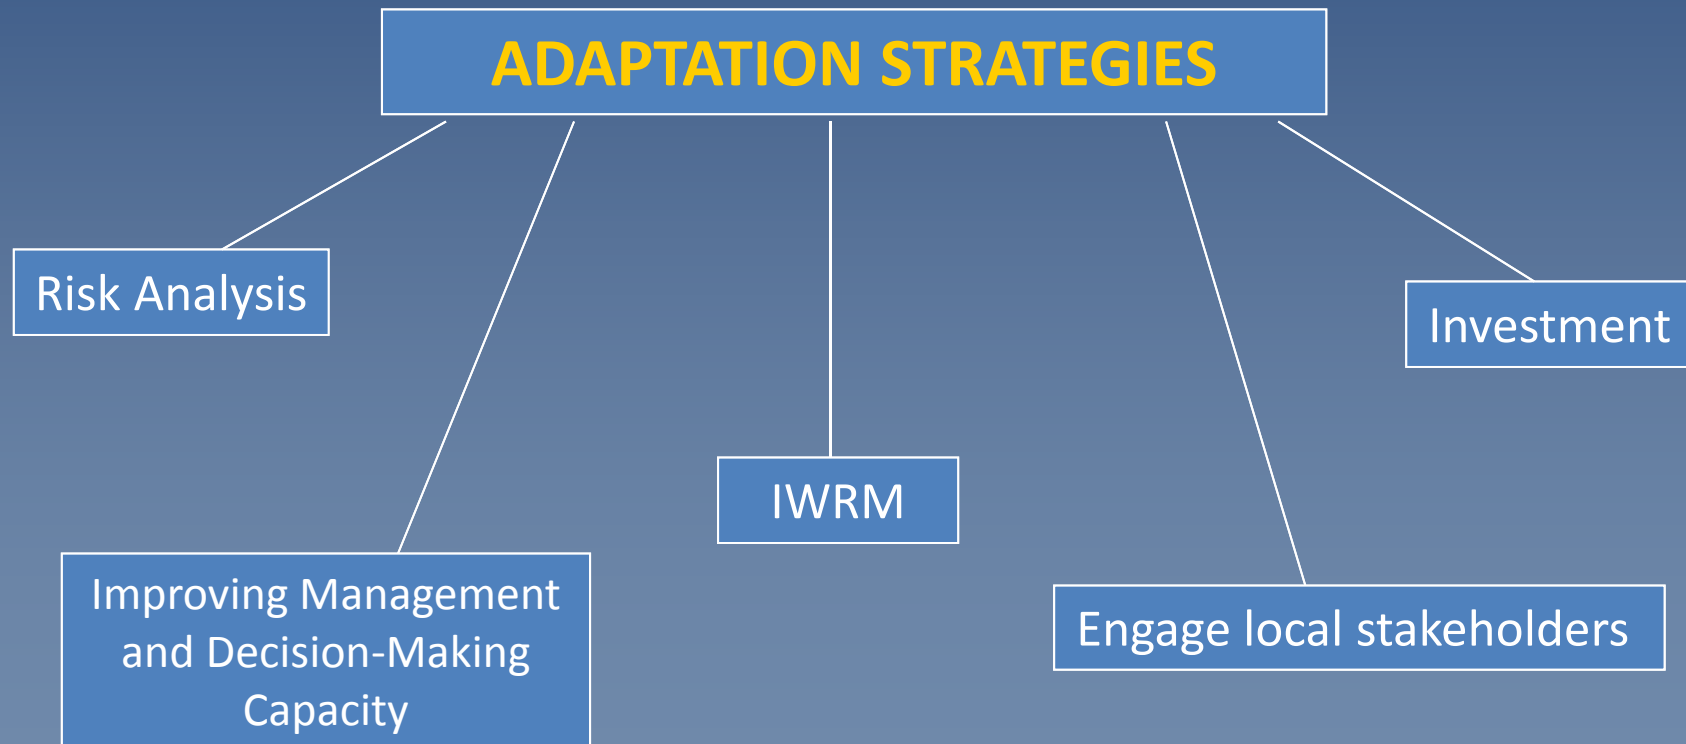 ADAPTATION STRATEGIES
Risk Analysis
Investment
IWRM
Improving Management
and Decision-Making
Capacity
Engage local stakeholders